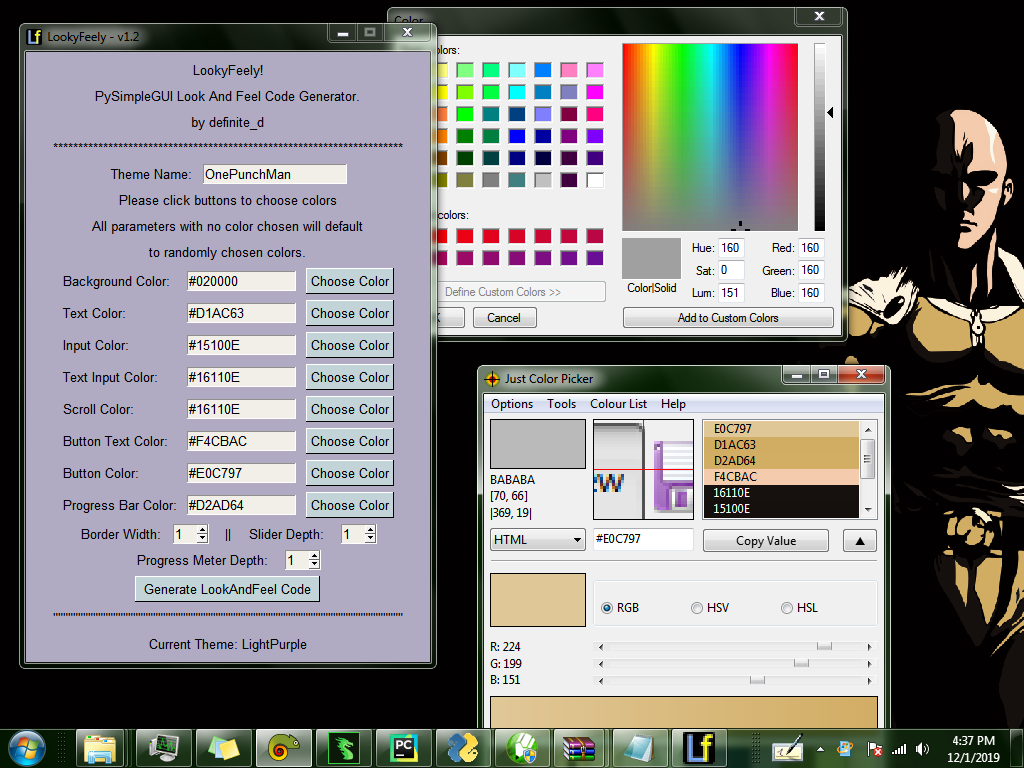 LookyFeely - v1.2
LookyFeely!
PySimpleGUI Look And Feel Code Generator.
by definite_d
**********************************************************************
Theme Name: OnePunchMan
Please click buttons to choose colors
All parameters with no color chosen will default
to randomly chosen colors.
Background Color: #020000 Choose Color
Text Color: #D1AC63 Choose Color
Input Color: #15100E Choose Color
Text Input Color: #16110E Choose Color
Scroll Color: #16110E Choose Color
Button Text Color: #F4CBAC Choose Color
Button Color: #E0C797 Choose Color
Progress Bar Color: #D2AD64 Choose Color
Border Width: 1 || Slider Depth: 1
Progress Meter Depth: 1
Generate LookAndFeel Code
Current Theme: LightPurple
Color
olors:
colors:
Define Custom Colors >>
K Cancel
Color|Solid
Hue: 160 Red: 160
Sat: 0 Green: 160
Lum: 151 Blue: 160
Add to Custom Colors
Just Color Picker
Options Tools Colour List Help
BABABA
[70, 66]
|369, 19|
E0C797
D1AC63
D2AD64
F4CBAC
16110E
15100E
HTML #E0C797 Copy Value
RGB HSV HSL
R: 224
G: 199
B: 151
PC
Lf
4:37 PM
12/1/2019